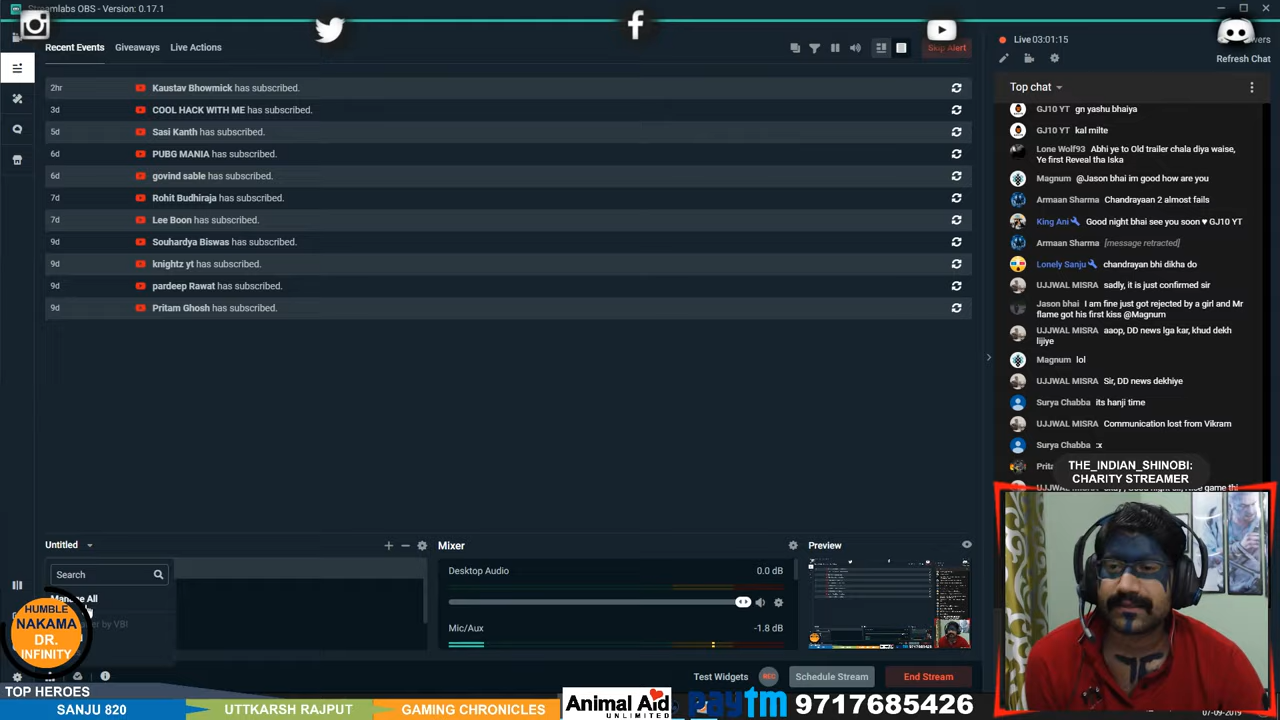 Streamlabs OBS - Version: 0.17.1
Recent Events Giveaways Live Actions
Skip Alert
2hr Kaustav Bhowmick has subscribed.
3d COOL HACK WITH ME has subscribed.
5d Sasi Kanth has subscribed.
6d PUBG MANIA has subscribed.
6d govind sable has subscribed.
7d Rohit Budhiraja has subscribed.
7d Lee Boon has subscribed.
9d Souhardya Biswas has subscribed.
9d knightz yt has subscribed.
9d pardeep Rawat has subscribed.
9d Pritam Ghosh has subscribed.
Live 03:01:15
Refresh Chat
Top chat
GJ10 YT gn yashu bhaiya
GJ10 YT kal milte
Lone Wolf93 Abhi ye to Old trailer chala diya waise,
Ye first Reveal tha Iska
Magnum @Jason bhai im good how are you
Armaan Sharma Chandrayaan 2 almost fails
King Ani Good night bhai see you soon ♥ GJ10 YT
Armaan Sharma [message retracted]
Lonely Sanju chandrayan bhi dikha do
UJJWAL MISRA sadly, it is just confirmed sir
Jason bhai I am fine just got rejected by a girl and Mr
flame got his first kiss @Magnum
UJJWAL MISRA aaop, DD news lga kar, khud dekh
lijiye
Magnum lol
UJJWAL MISRA Sir, DD news dekhiye
Surya Chabba its hanji time
UJJWAL MISRA Communication lost from Vikram
Surya Chabba :x
THE_INDIAN_SHINOBI:
CHARITY STREAMER
Untitled
Search
Manage All
by VBI
Mixer
Desktop Audio 0.0 dB
Mic/Aux -1.8 dB
Preview
Test Widgets REC Schedule Stream End Stream
HUMBLE
NAKAMA
DR.
INFINITY
TOP HEROES
SANJU 820 UTTKARSH RAJPUT GAMING CHRONICLES
Animal Aid
UNLIMITED
paytm 9717685426
07-09-2019